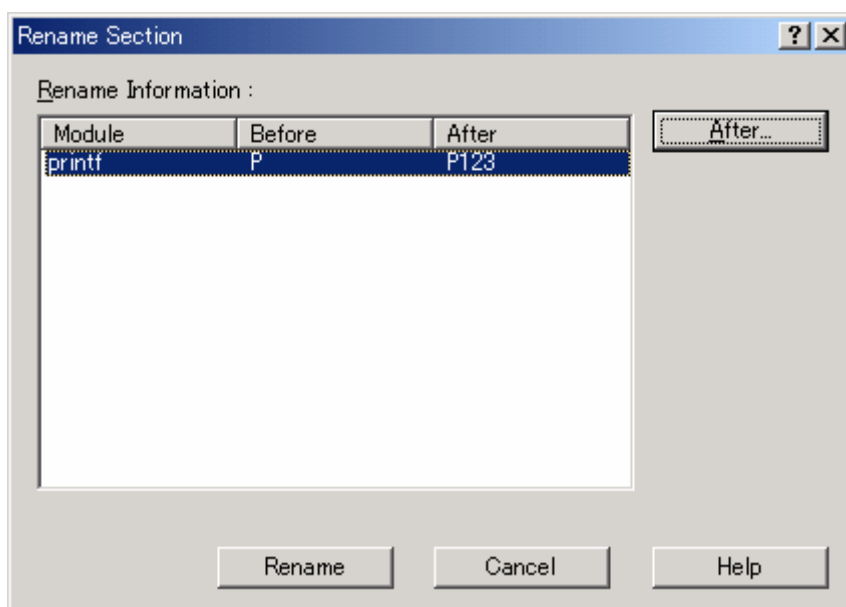 Rename Section
Rename Information :
Module Before After
printf P P123
After...
Rename Cancel Help